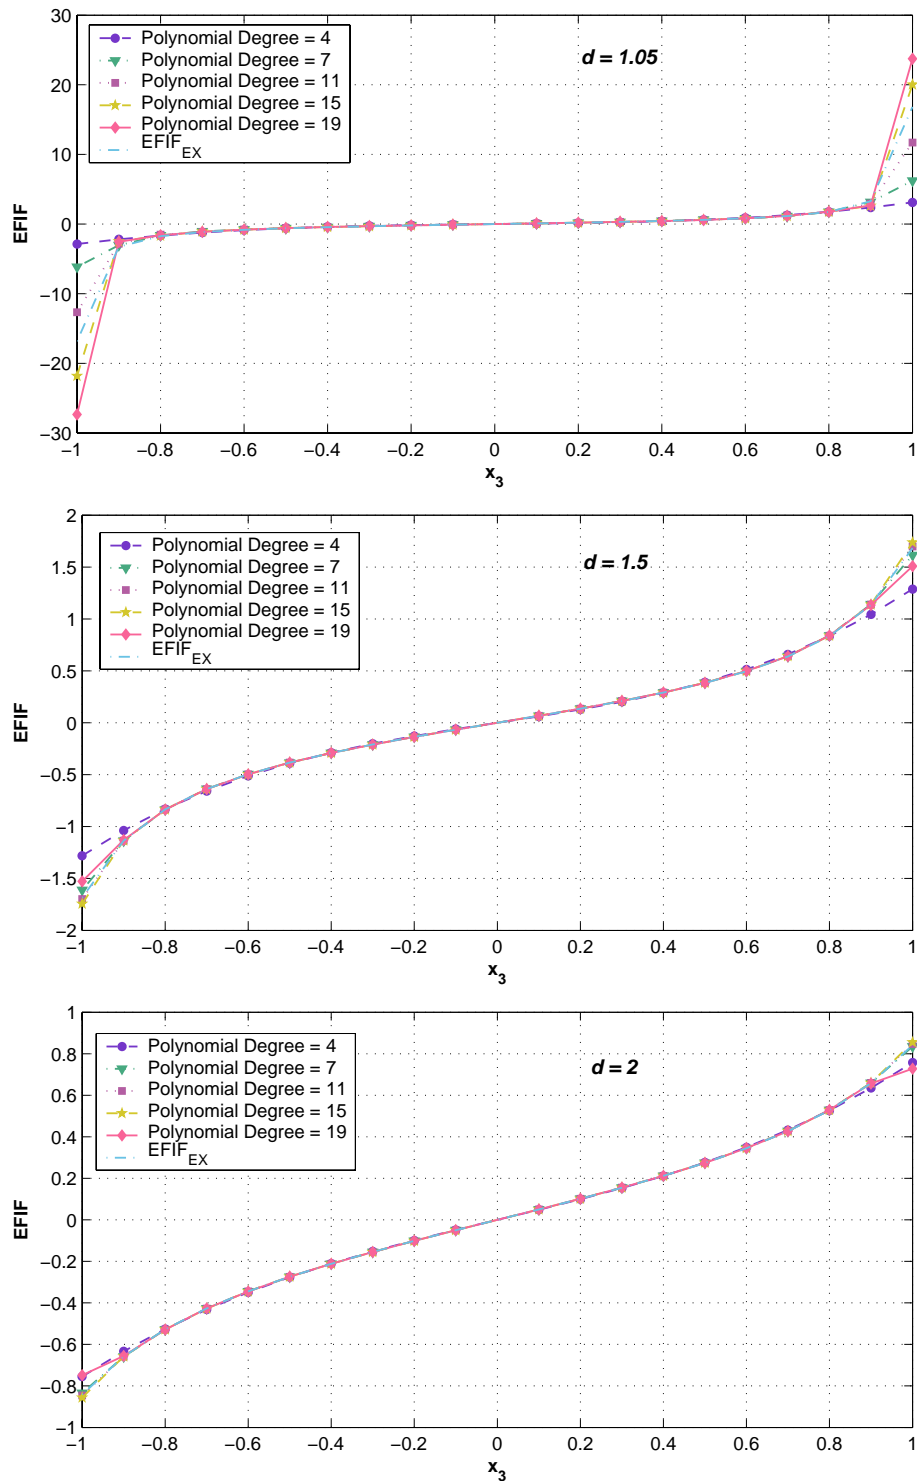 30
20
10
0
−10
−20
−30
EFIF
Polynomial Degree = 4
Polynomial Degree = 7
Polynomial Degree = 11
Polynomial Degree = 15
Polynomial Degree = 19
EFIF_EX
d = 1.05
−1 −0.8 −0.6 −0.4 −0.2 0 0.2 0.4 0.6 0.8 1
x_3
2
1.5
1
0.5
0
−0.5
−1
−1.5
−2
EFIF
Polynomial Degree = 4
Polynomial Degree = 7
Polynomial Degree = 11
Polynomial Degree = 15
Polynomial Degree = 19
EFIF_EX
d = 1.5
−1 −0.8 −0.6 −0.4 −0.2 0 0.2 0.4 0.6 0.8 1
x_3
1
0.8
0.6
0.4
0.2
0
−0.2
−0.4
−0.6
−0.8
−1
EFIF
Polynomial Degree = 4
Polynomial Degree = 7
Polynomial Degree = 11
Polynomial Degree = 15
Polynomial Degree = 19
EFIF_EX
d = 2
−1 −0.8 −0.6 −0.4 −0.2 0 0.2 0.4 0.6 0.8 1
x_3